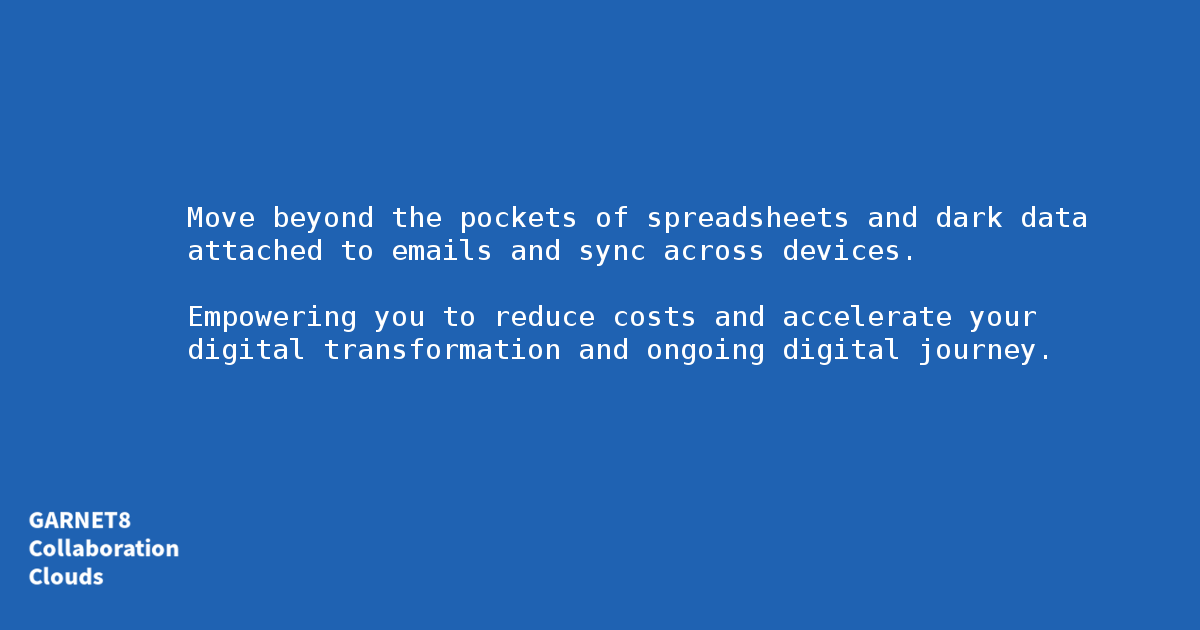 Move beyond the pockets of spreadsheets and dark data
attached to emails and sync across devices.
Empowering you to reduce costs and accelerate your
digital transformation and ongoing digital journey.
GARNET8
Collaboration
Clouds